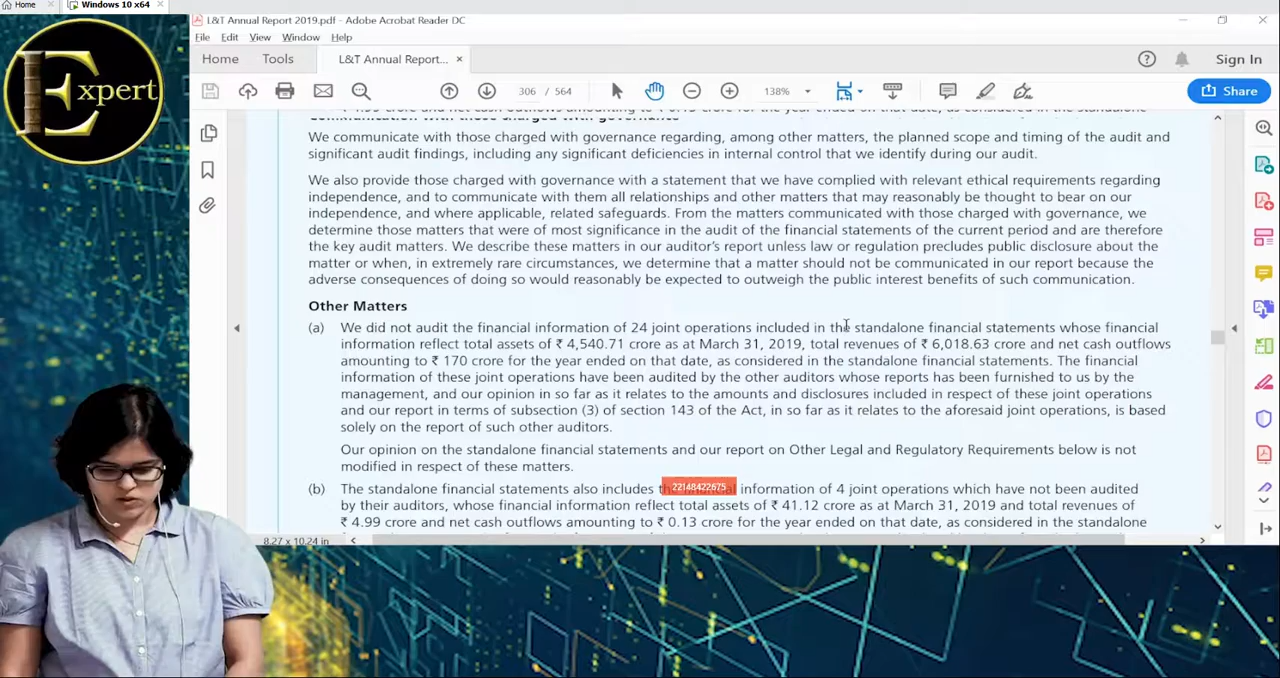 Home
Windows 10 x64
Expert
L&T Annual Report 2019.pdf - Adobe Acrobat Reader DC
File Edit View Window Help
Home Tools L&T Annual Report... × Sign In
306 / 564 138% Share
Communication with those charged with governance
We communicate with those charged with governance regarding, among other matters, the planned scope and timing of the audit and
significant audit findings, including any significant deficiencies in internal control that we identify during our audit.
We also provide those charged with governance with a statement that we have complied with relevant ethical requirements regarding
independence, and to communicate with them all relationships and other matters that may reasonably be thought to bear on our
independence, and where applicable, related safeguards. From the matters communicated with those charged with governance, we
determine those matters that were of most significance in the audit of the financial statements of the current period and are therefore
the key audit matters. We describe these matters in our auditor's report unless law or regulation precludes public disclosure about the
matter or when, in extremely rare circumstances, we determine that a matter should not be communicated in our report because the
adverse consequences of doing so would reasonably be expected to outweigh the public interest benefits of such communication.
Other Matters
(a) We did not audit the financial information of 24 joint operations included in the standalone financial statements whose financial
information reflect total assets of ₹ 4,540.71 crore as at March 31, 2019, total revenues of ₹ 6,018.63 crore and net cash outflows
amounting to ₹ 170 crore for the year ended on that date, as considered in the standalone financial statements. The financial
information of these joint operations have been audited by the other auditors whose reports has been furnished to us by the
management, and our opinion in so far as it relates to the amounts and disclosures included in respect of these joint operations
and our report in terms of subsection (3) of section 143 of the Act, in so far as it relates to the aforesaid joint operations, is based
solely on the report of such other auditors.
Our opinion on the standalone financial statements and our report on Other Legal and Regulatory Requirements below is not
modified in respect of these matters.
(b) The standalone financial statements also includes the financial information of 4 joint operations which have not been audited
22148422675
by their auditors, whose financial information reflect total assets of ₹ 41.12 crore as at March 31, 2019 and total revenues of
₹ 4.99 crore and net cash outflows amounting to ₹ 0.13 crore for the year ended on that date, as considered in the standalone
8.27 x 10.24 in